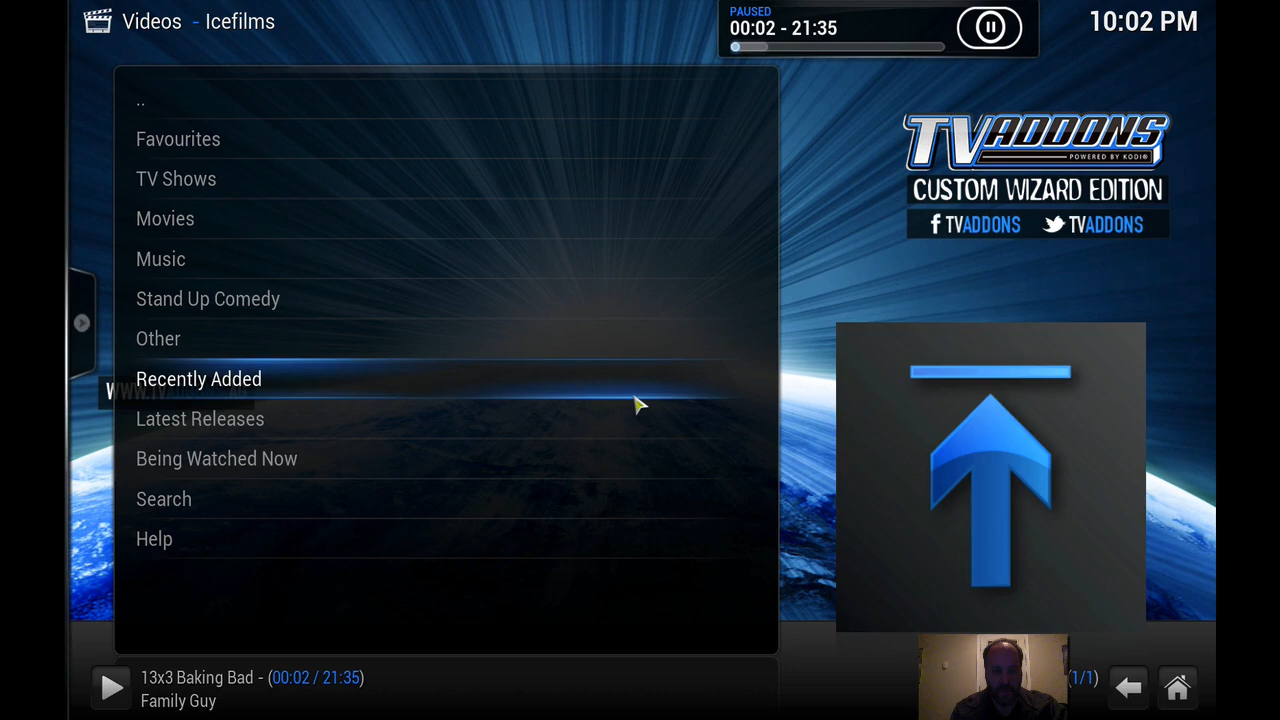 Videos - Icefilms
PAUSED
00:02 - 21:35
10:02 PM
..
Favourites
TV Shows
Movies
Music
Stand Up Comedy
Other
Recently Added
Latest Releases
Being Watched Now
Search
Help
TVADDONS
POWERED BY KODI®
CUSTOM WIZARD EDITION
f TVADDONS TVADDONS
13x3 Baking Bad - (00:02 / 21:35)
Family Guy
(1/1)